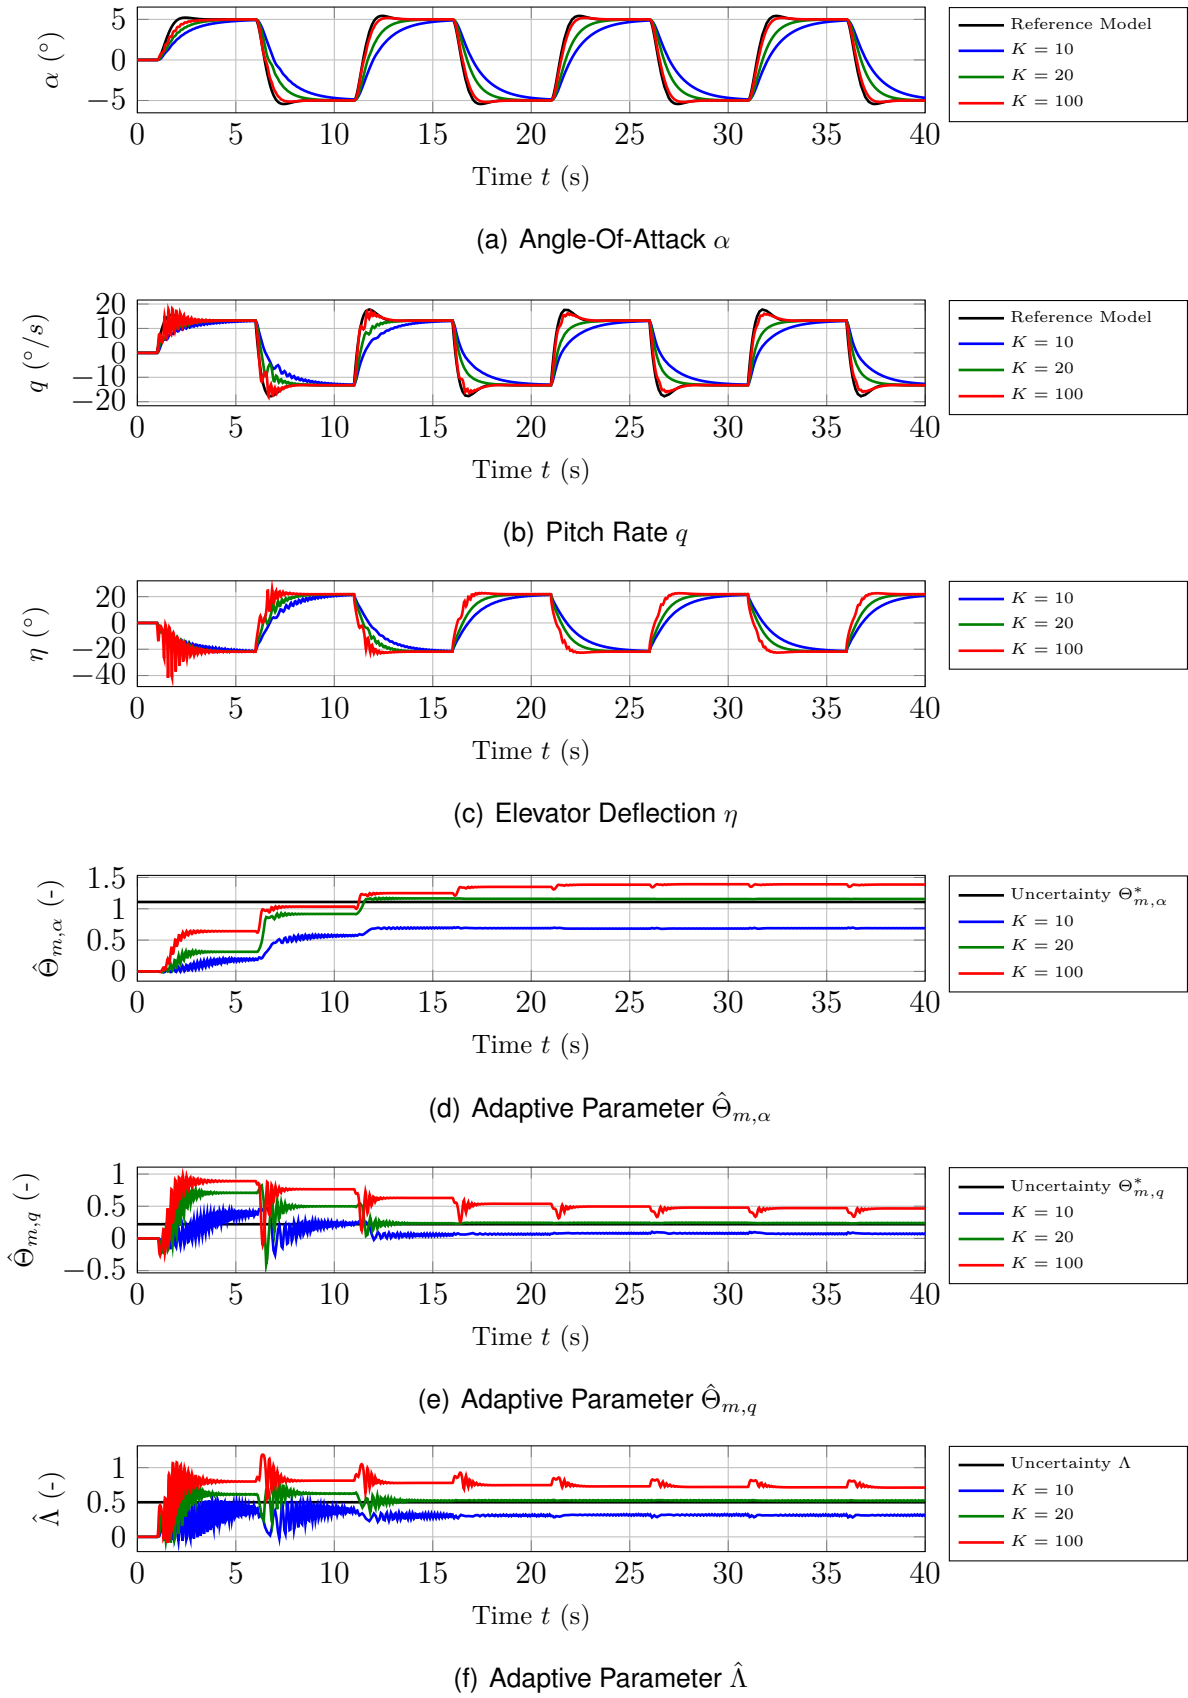 α (°)
5
0
−5
0 5 10 15 20 25 30 35 40
Time t (s)
Reference Model
K = 10
K = 20
K = 100
(a) Angle-Of-Attack α
q (°/s)
20
10
0
−10
−20
0 5 10 15 20 25 30 35 40
Time t (s)
Reference Model
K = 10
K = 20
K = 100
(b) Pitch Rate q
η (°)
20
0
−20
−40
0 5 10 15 20 25 30 35 40
Time t (s)
K = 10
K = 20
K = 100
(c) Elevator Deflection η
Θ̂m,α (-)
1.5
1
0.5
0
0 5 10 15 20 25 30 35 40
Time t (s)
Uncertainty Θ*m,α
K = 10
K = 20
K = 100
(d) Adaptive Parameter Θ̂m,α
Θ̂m,q (-)
1
0.5
0
−0.5
0 5 10 15 20 25 30 35 40
Time t (s)
Uncertainty Θ*m,q
K = 10
K = 20
K = 100
(e) Adaptive Parameter Θ̂m,q
Λ̂ (-)
1
0.5
0
0 5 10 15 20 25 30 35 40
Time t (s)
Uncertainty Λ
K = 10
K = 20
K = 100
(f) Adaptive Parameter Λ̂